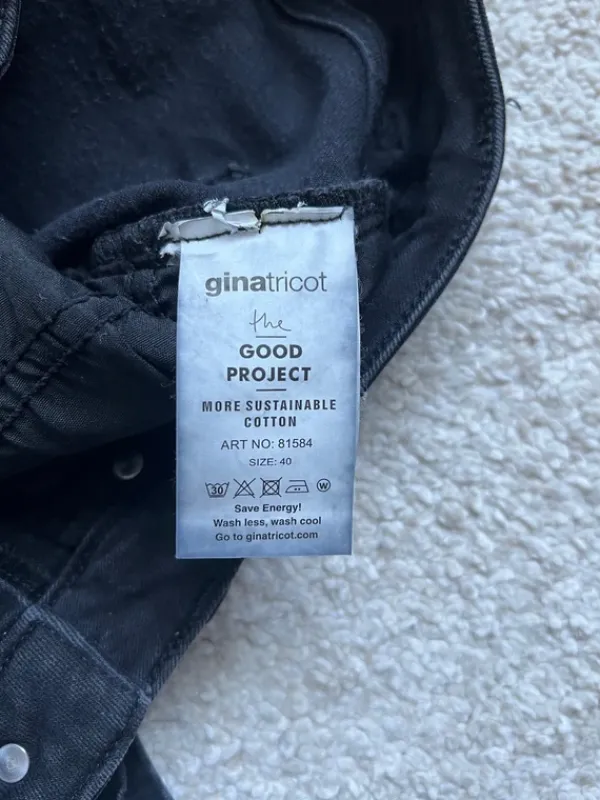 ginatricot
the
GOOD
PROJECT
MORE SUSTAINABLE
COTTON
ART NO: 81584
SIZE: 40
30 W
Save Energy!
Wash less, wash cool
Go to ginatricot.com